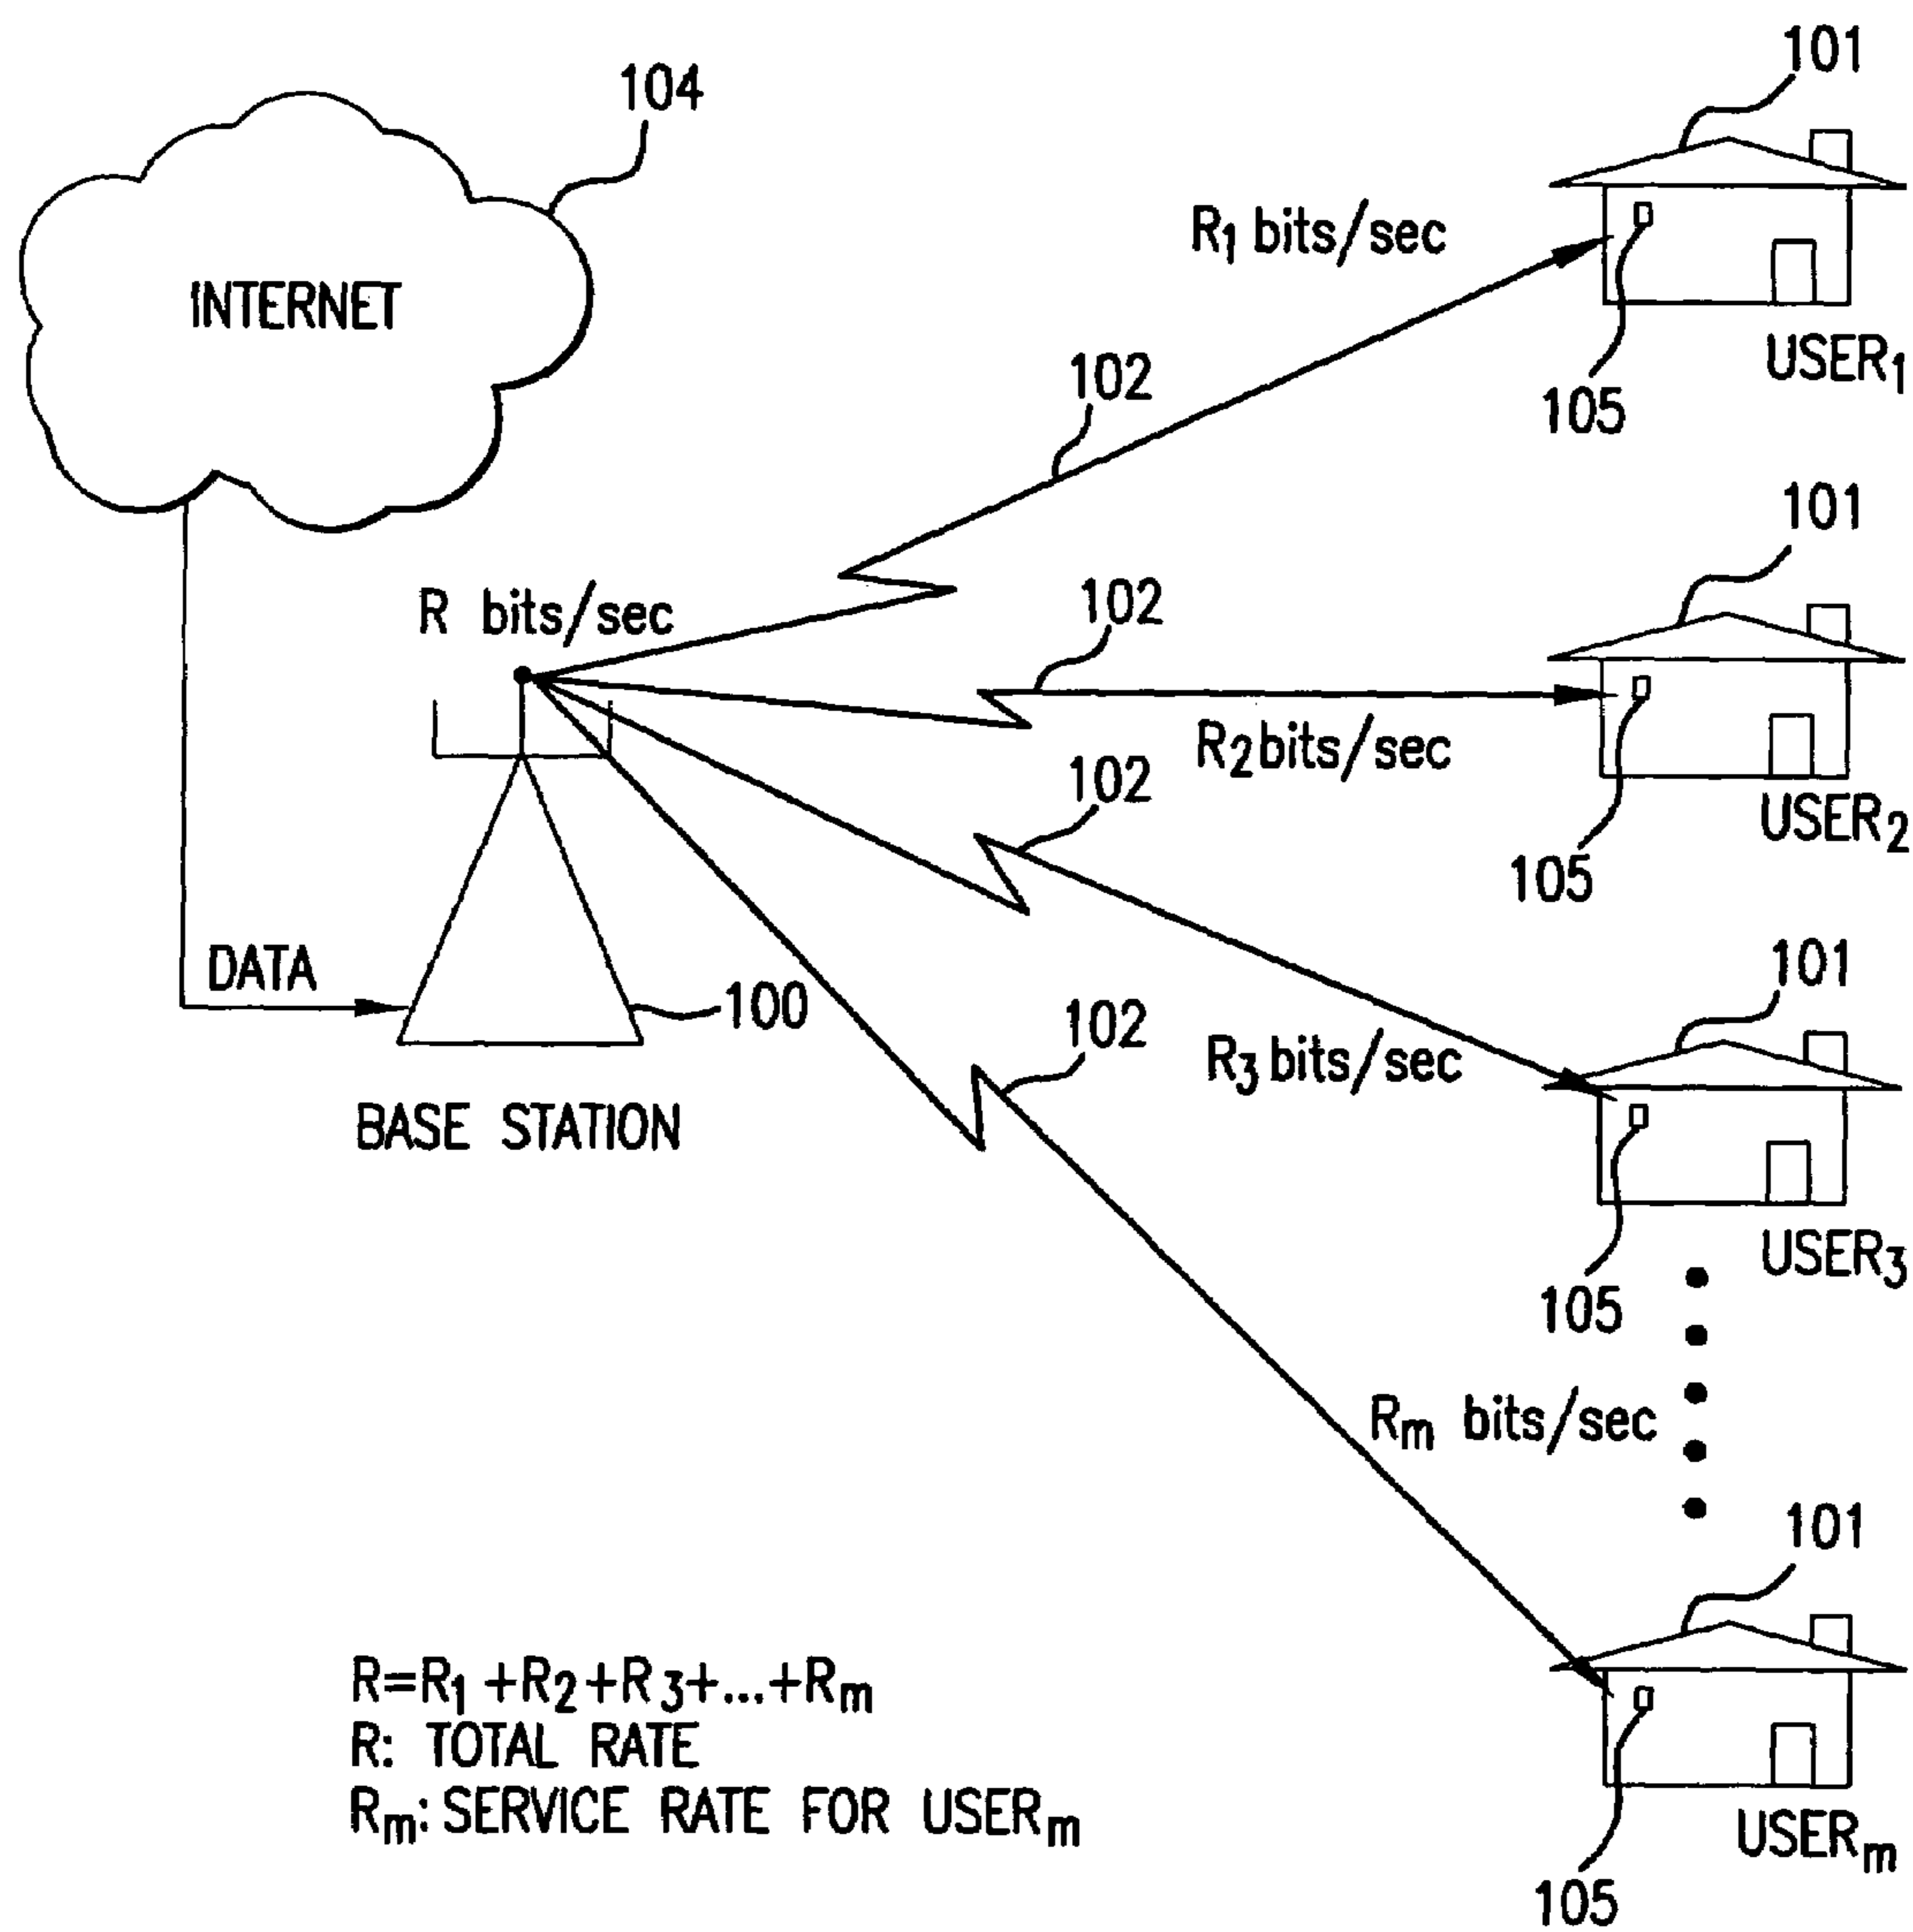 101
104
R1 bits/sec
INTERNET
USER1
102
105
101
R bits/sec
102
R2 bits/sec
102
USER2
105
DATA
101
100
102
R3 bits/sec
BASE STATION
USER3
105
Rm bits/sec
101
R=R1+R2+R3+...+Rm
R: TOTAL RATE
Rm: SERVICE RATE FOR USERm
USERm
105